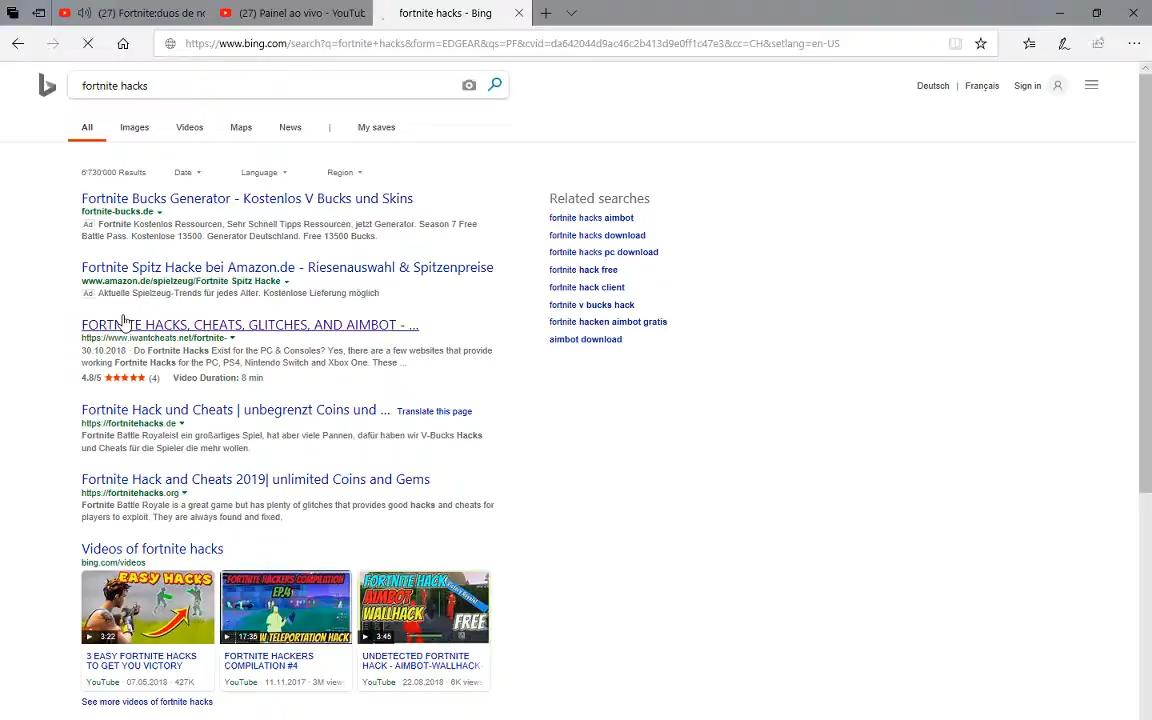 (27) Fortnite:duos de no
(27) Painel ao vivo - YouTub
fortnite hacks - Bing
https://www.bing.com/search?q=fortnite+hacks&form=EDGEAR&qs=PF&cvid=da642044d9ac46c2b413d9e0ff1c47e3&cc=CH&setlang=en-US
fortnite hacks
Deutsch | Français Sign in
All Images Videos Maps News | My saves
6'730'000 Results Date Language Region
Fortnite Bucks Generator - Kostenlos V Bucks und Skins
fortnite-bucks.de
Ad Fortnite Kostenlos Ressourcen, Sehr Schnell Tipps Ressourcen, jetzt Generator. Season 7 Free
Battle Pass. Kostenlose 13500. Generator Deutschland. Free 13500 Bucks.
Fortnite Spitz Hacke bei Amazon.de - Riesenauswahl & Spitzenpreise
www.amazon.de/spielzeug/Fortnite Spitz Hacke
Ad Aktuelle Spielzeug-Trends für jedes Alter. Kostenlose Lieferung möglich
FORTNITE HACKS, CHEATS, GLITCHES, AND AIMBOT - ...
https://www.iwantcheats.net/fortnite-
30.10.2018 · Do Fortnite Hacks Exist for the PC & Consoles? Yes, there are a few websites that provide
working Fortnite Hacks for the PC, PS4, Nintendo Switch and Xbox One. These ...
4.8/5 (4) Video Duration: 8 min
Fortnite Hack und Cheats | unbegrenzt Coins und ... Translate this page
https://fortnitehacks.de
Fortnite Battle Royaleist ein großartiges Spiel, hat aber viele Pannen, dafür haben wir V-Bucks Hacks
und Cheats für die Spieler die mehr wollen.
Fortnite Hack and Cheats 2019| unlimited Coins and Gems
https://fortnitehacks.org
Fortnite Battle Royale is a great game but has plenty of glitches that provides good hacks and cheats for
players to exploit. They are always found and fixed.
Videos of fortnite hacks
bing.com/videos
EASY HACKS
3:22
3 EASY FORTNITE HACKS
TO GET YOU VICTORY
YouTube · 07.05.2018 · 427K
FORTNITE HACKERS COMPILATION
EP.4
W TELEPORTATION HACK!
17:35
FORTNITE HACKERS
COMPILATION #4
YouTube · 11.11.2017 · 3M views
FORTNITE HACK
AIMBOT
WALLHACK
FREE
3:45
UNDETECTED FORTNITE
HACK - AIMBOT-WALLHACK-
YouTube · 22.08.2018 · 6K views
See more videos of fortnite hacks
Related searches
fortnite hacks aimbot
fortnite hacks download
fortnite hacks pc download
fortnite hack free
fortnite hack client
fortnite v bucks hack
fortnite hacken aimbot gratis
aimbot download